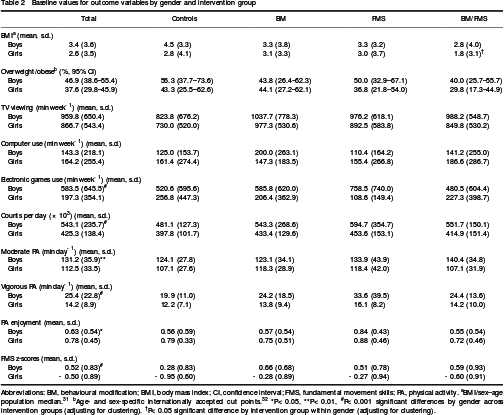 Table 2 Baseline values for outcome variables by gender and intervention group
Total Controls BM FMS BM/FMS
BMIa (mean, s.d.)
Boys 3.4 (3.6) 4.5 (3.3) 3.3 (3.8) 3.3 (3.2) 2.8 (4.0)
Girls 2.6 (3.5) 2.8 (4.1) 3.1 (3.3) 3.0 (3.7) 1.8 (3.1)†
Overweight/obeseb (%, 95% CI)
Boys 46.9 (38.6–55.4) 56.3 (37.7–73.6) 43.8 (26.4–62.3) 50.0 (32.9–67.1) 40.0 (25.7–65.7)
Girls 37.6 (29.8–45.9) 43.3 (25.5–62.6) 44.1 (27.2–62.1) 36.8 (21.8–54.0) 29.8 (17.3–44.9)
TV viewing (min week−1) (mean, s.d.)
Boys 959.8 (650.4) 823.8 (676.2) 1037.7 (778.3) 976.2 (618.1) 988.2 (548.7)
Girls 866.7 (543.4) 730.0 (520.0) 977.3 (530.6) 892.5 (583.8) 849.8 (530.2)
Computer use (min week−1) (mean, s.d.)
Boys 143.3 (218.1) 125.0 (153.7) 200.0 (263.1) 110.4 (164.2) 141.2 (255.0)
Girls 164.2 (255.4) 161.4 (274.4) 147.3 (183.5) 155.4 (266.8) 186.6 (286.7)
Electronic games use (min week−1) (mean, s.d.)
Boys 583.5 (645.5)# 520.6 (595.6) 585.8 (620.0) 758.5 (740.0) 480.5 (604.4)
Girls 197.3 (354.1) 256.8 (447.3) 206.4 (362.9) 108.6 (149.4) 227.3 (398.7)
Counts per day (× 103) (mean, s.d.)
Boys 543.1 (235.7)# 481.1 (127.3) 543.3 (268.6) 594.7 (354.7) 551.7 (150.1)
Girls 425.3 (138.4) 397.8 (101.7) 433.4 (129.6) 453.6 (153.1) 414.9 (151.4)
Moderate PA (min day−1) (mean, s.d.)
Boys 131.2 (35.9)** 124.1 (27.8) 123.1 (34.1) 133.9 (43.9) 140.4 (34.8)
Girls 112.5 (33.5) 107.1 (27.6) 118.3 (28.9) 118.4 (42.0) 107.1 (31.9)
Vigorous PA (min day−1) (mean, s.d.)
Boys 25.4 (22.8)# 19.9 (11.0) 24.2 (18.5) 33.6 (39.5) 24.4 (13.6)
Girls 14.2 (8.9) 12.2 (7.1) 13.8 (9.4) 16.1 (8.2) 14.2 (10.0)
PA enjoyment (mean, s.d.)
Boys 0.63 (0.54)* 0.56 (0.59) 0.57 (0.54) 0.84 (0.43) 0.55 (0.54)
Girls 0.78 (0.45) 0.79 (0.33) 0.75 (0.51) 0.88 (0.46) 0.72 (0.46)
FMS z-scores (mean, s.d.)
Boys 0.52 (0.83)# 0.28 (0.83) 0.66 (0.68) 0.51 (0.78) 0.59 (0.93)
Girls -0.50 (0.89) -0.95 (0.60) -0.28 (0.89) -0.27 (0.94) -0.60 (0.91)
Abbreviations: BM, behavioural modification; BMI, body mass index; CI, confidence interval; FMS, fundamental movement skills; PA, physical activity. aBMI/sex-age
population median.31 bAge and sex-specific internationally accepted cut points.32 *P< 0.05, **P< 0.01, #P≤ 0.001 significant differences by gender across
intervention groups (adjusting for clustering). †P< 0.05 significant difference by intervention group within gender (adjusting for clustering).